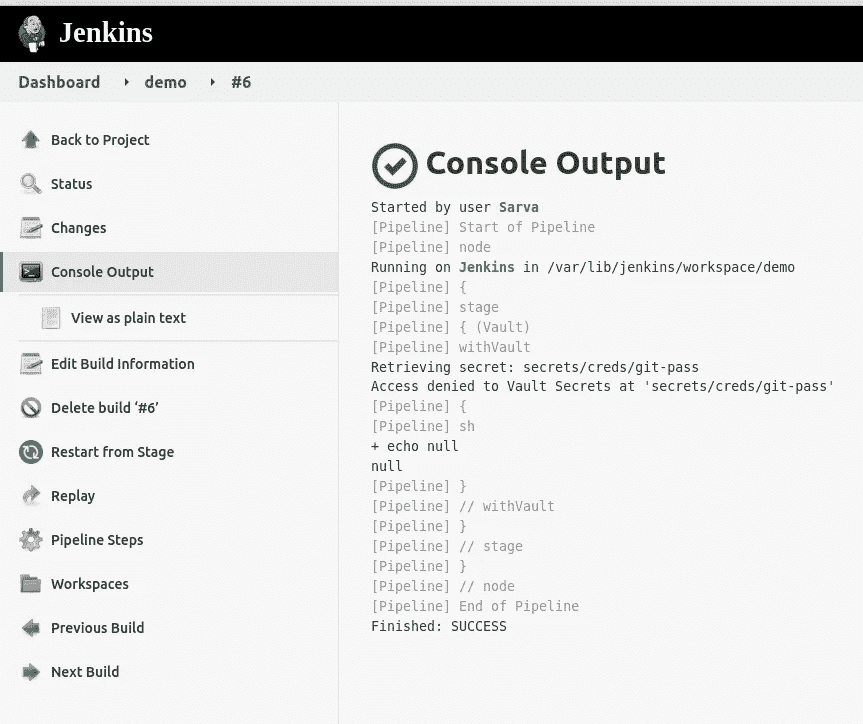 Jenkins
Dashboard ‣ demo ‣ #6
Back to Project
Status
Changes
Console Output
View as plain text
Edit Build Information
Delete build ‘#6’
Restart from Stage
Replay
Pipeline Steps
Workspaces
Previous Build
Next Build
Console Output
Started by user Sarva
[Pipeline] Start of Pipeline
[Pipeline] node
Running on Jenkins in /var/lib/jenkins/workspace/demo
[Pipeline] {
[Pipeline] stage
[Pipeline] { (Vault)
[Pipeline] withVault
Retrieving secret: secrets/creds/git-pass
Access denied to Vault Secrets at 'secrets/creds/git-pass'
[Pipeline] {
[Pipeline] sh
+ echo null
null
[Pipeline] }
[Pipeline] // withVault
[Pipeline] }
[Pipeline] // stage
[Pipeline] }
[Pipeline] // node
[Pipeline] End of Pipeline
Finished: SUCCESS